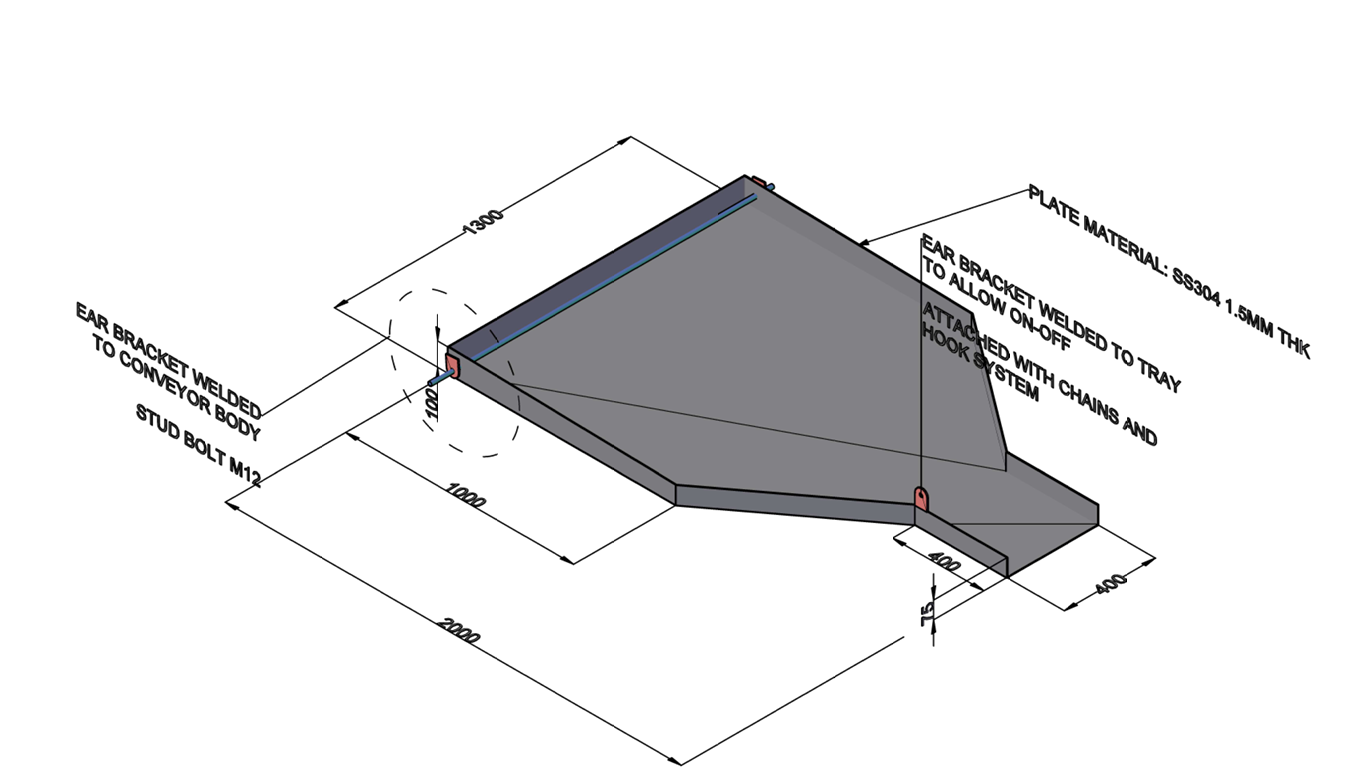 1300
PLATE MATERIAL: SS304 1.5MM THK
EAR BRACKET WELDED TO TRAY
TO ALLOW ON-OFF
ATTACHED WITH CHAINS AND
HOOK SYSTEM
EAR BRACKET WELDED
TO CONVEYOR BODY
STUD BOLT M12
100
1000
2000
400
75
400